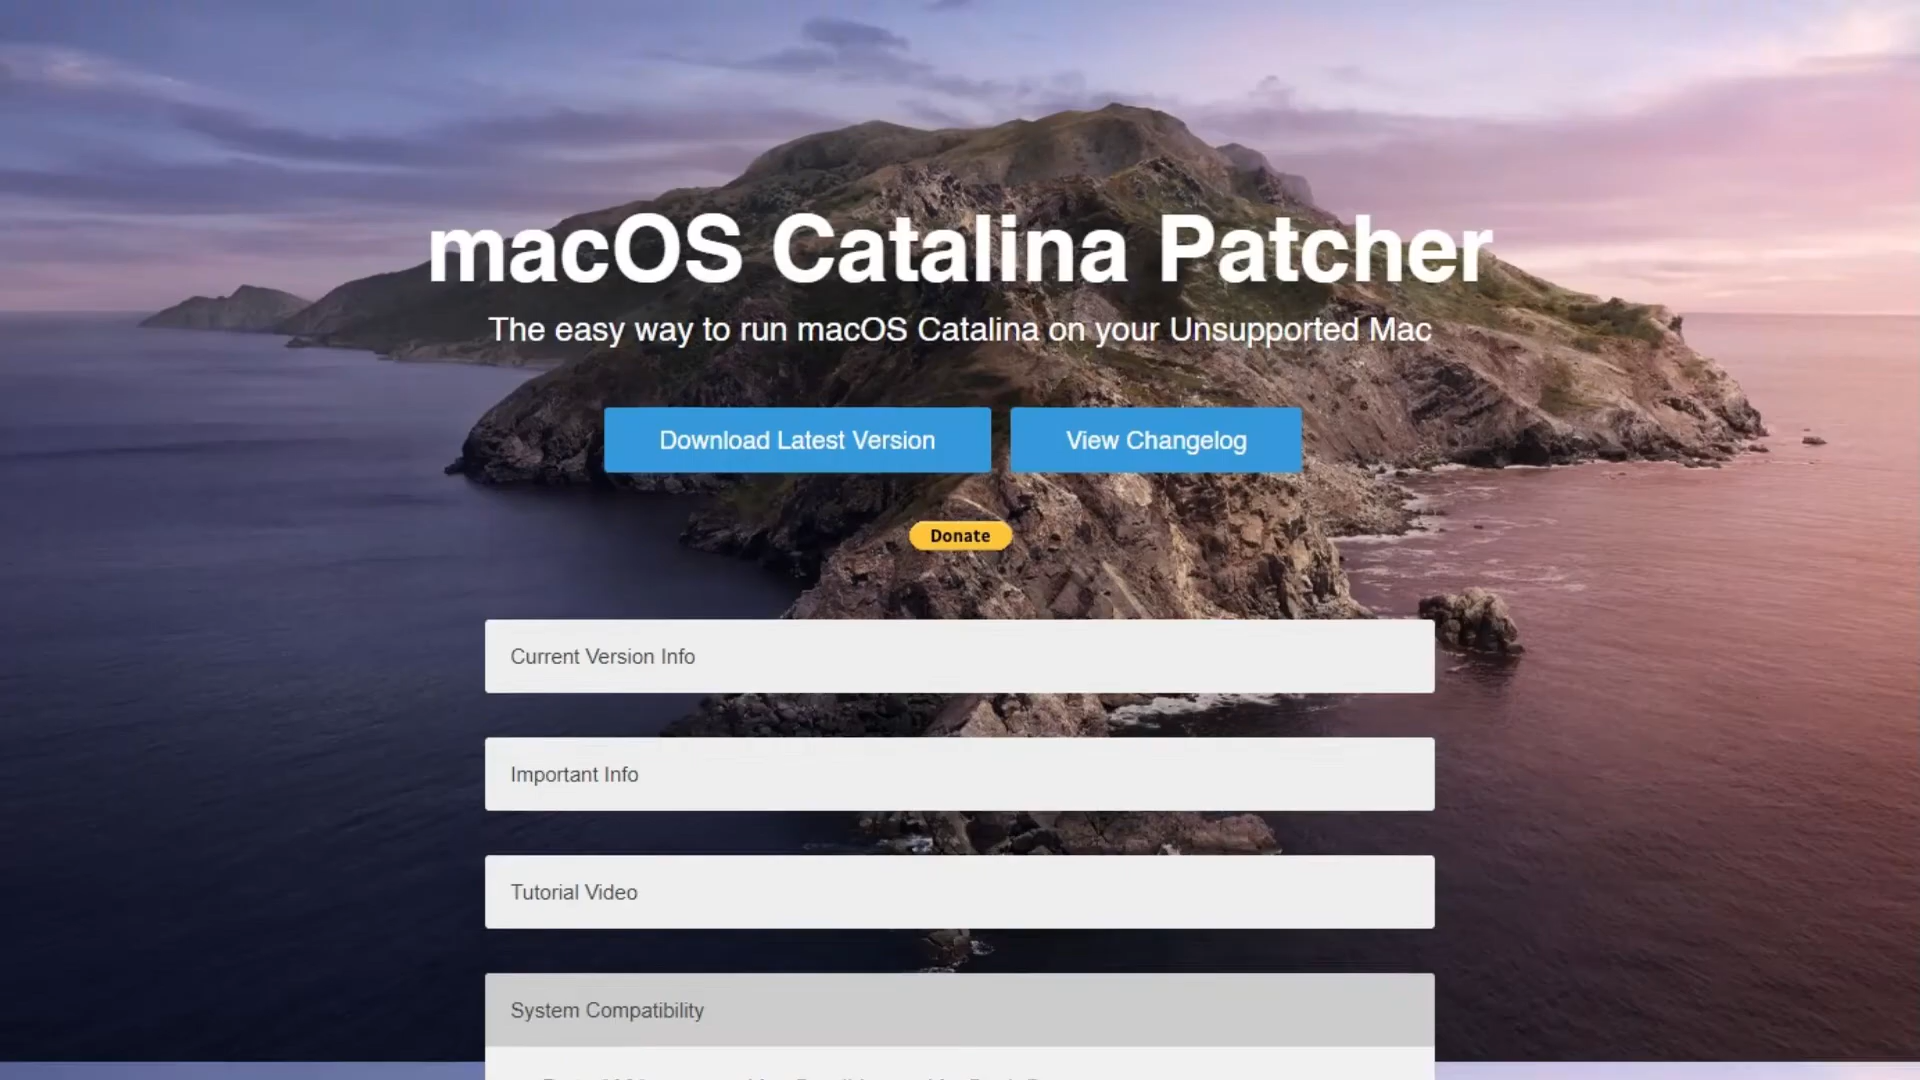 macOS Catalina Patcher
The easy way to run macOS Catalina on your Unsupported Mac
Download Latest Version
View Changelog
Donate
Current Version Info
Important Info
Tutorial Video
System Compatibility